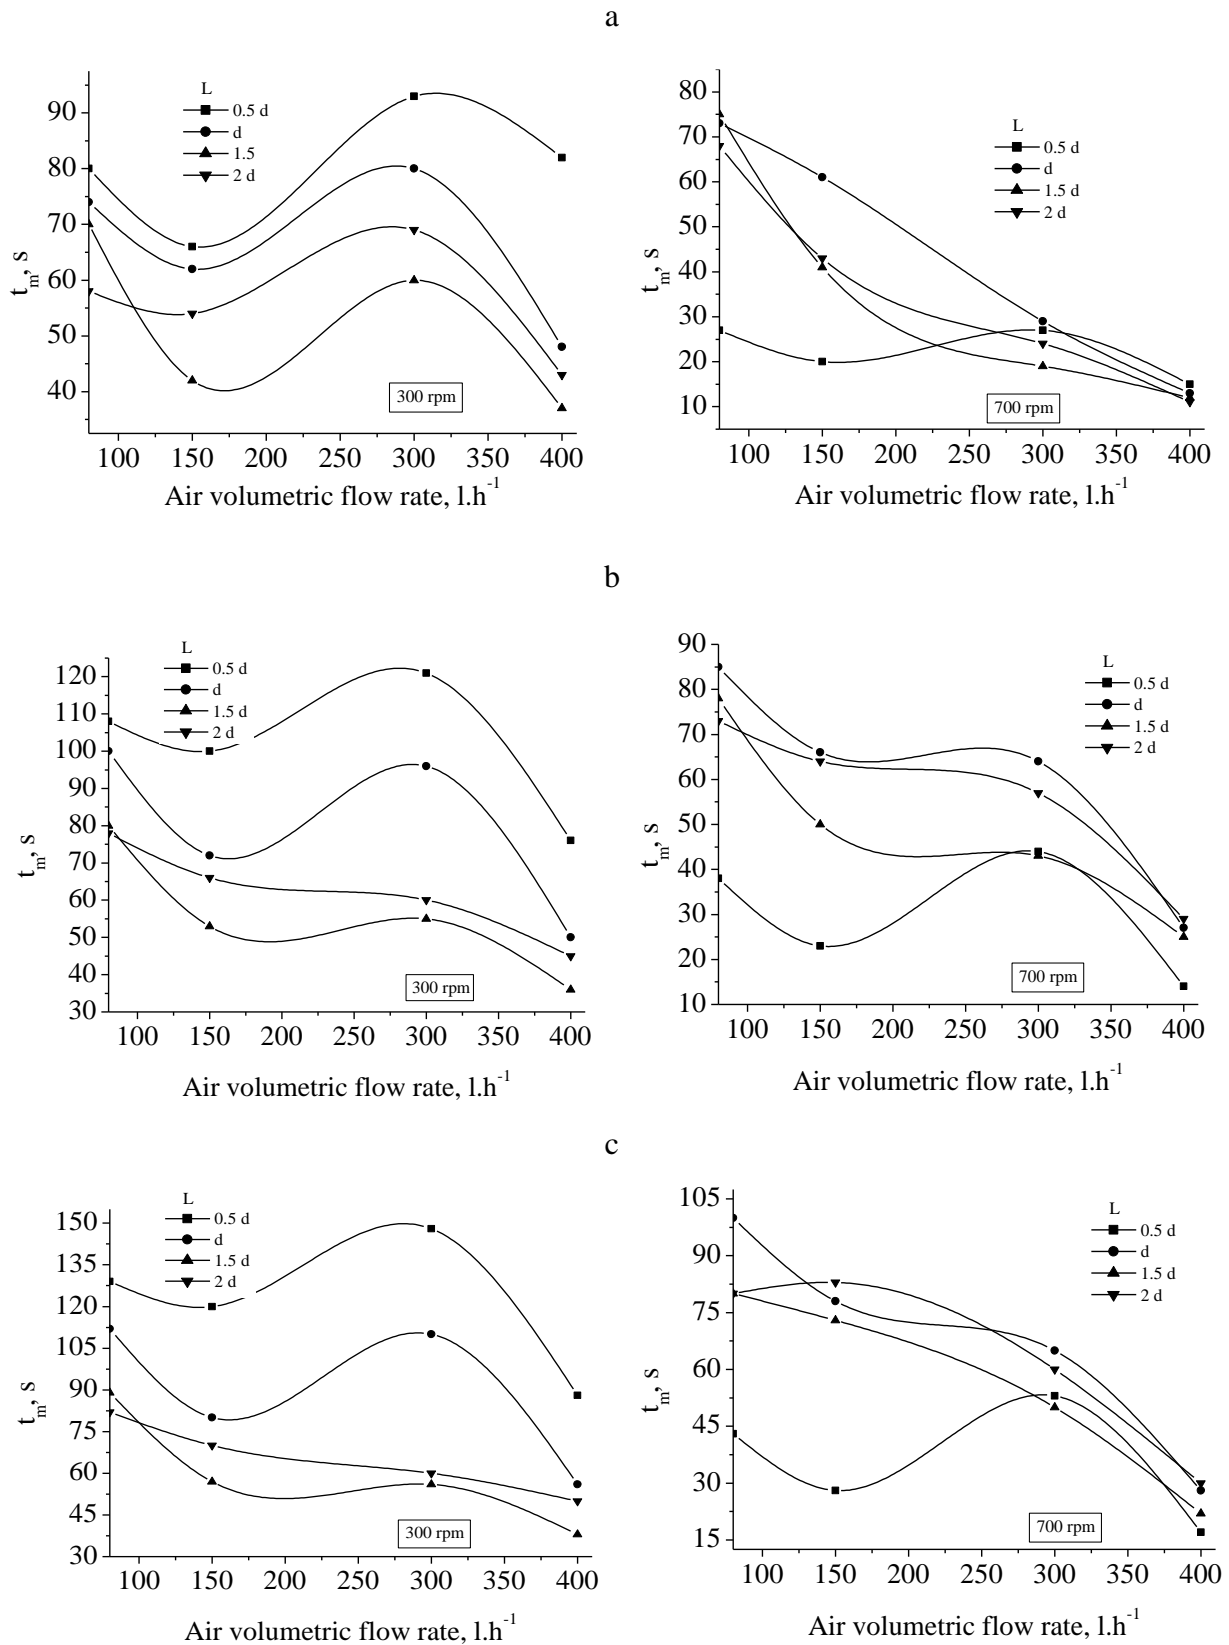 a
L
0.5 d
d
1.5
2 d
90
80
70
60
50
40
t_m, s
300 rpm
100 150 200 250 300 350 400
Air volumetric flow rate, l.h^-1
L
0.5 d
d
1.5 d
2 d
80
70
60
50
40
30
20
10
t_m, s
700 rpm
100 150 200 250 300 350 400
Air volumetric flow rate, l.h^-1
b
L
0.5 d
d
1.5 d
2 d
120
110
100
90
80
70
60
50
40
30
t_m, s
300 rpm
100 150 200 250 300 350 400
Air volumetric flow rate, l.h^-1
L
0.5 d
d
1.5 d
2 d
90
80
70
60
50
40
30
20
10
t_m, s
700 rpm
100 150 200 250 300 350 400
Air volumetric flow rate, l.h^-1
c
L
0.5 d
d
1.5 d
2 d
150
135
120
105
90
75
60
45
30
t_m, s
300 rpm
100 150 200 250 300 350 400
Air volumetric flow rate, l.h^-1
L
0.5 d
d
1.5 d
2 d
105
90
75
60
45
30
15
t_m, s
700 rpm
100 150 200 250 300 350 400
Air volumetric flow rate, l.h^-1